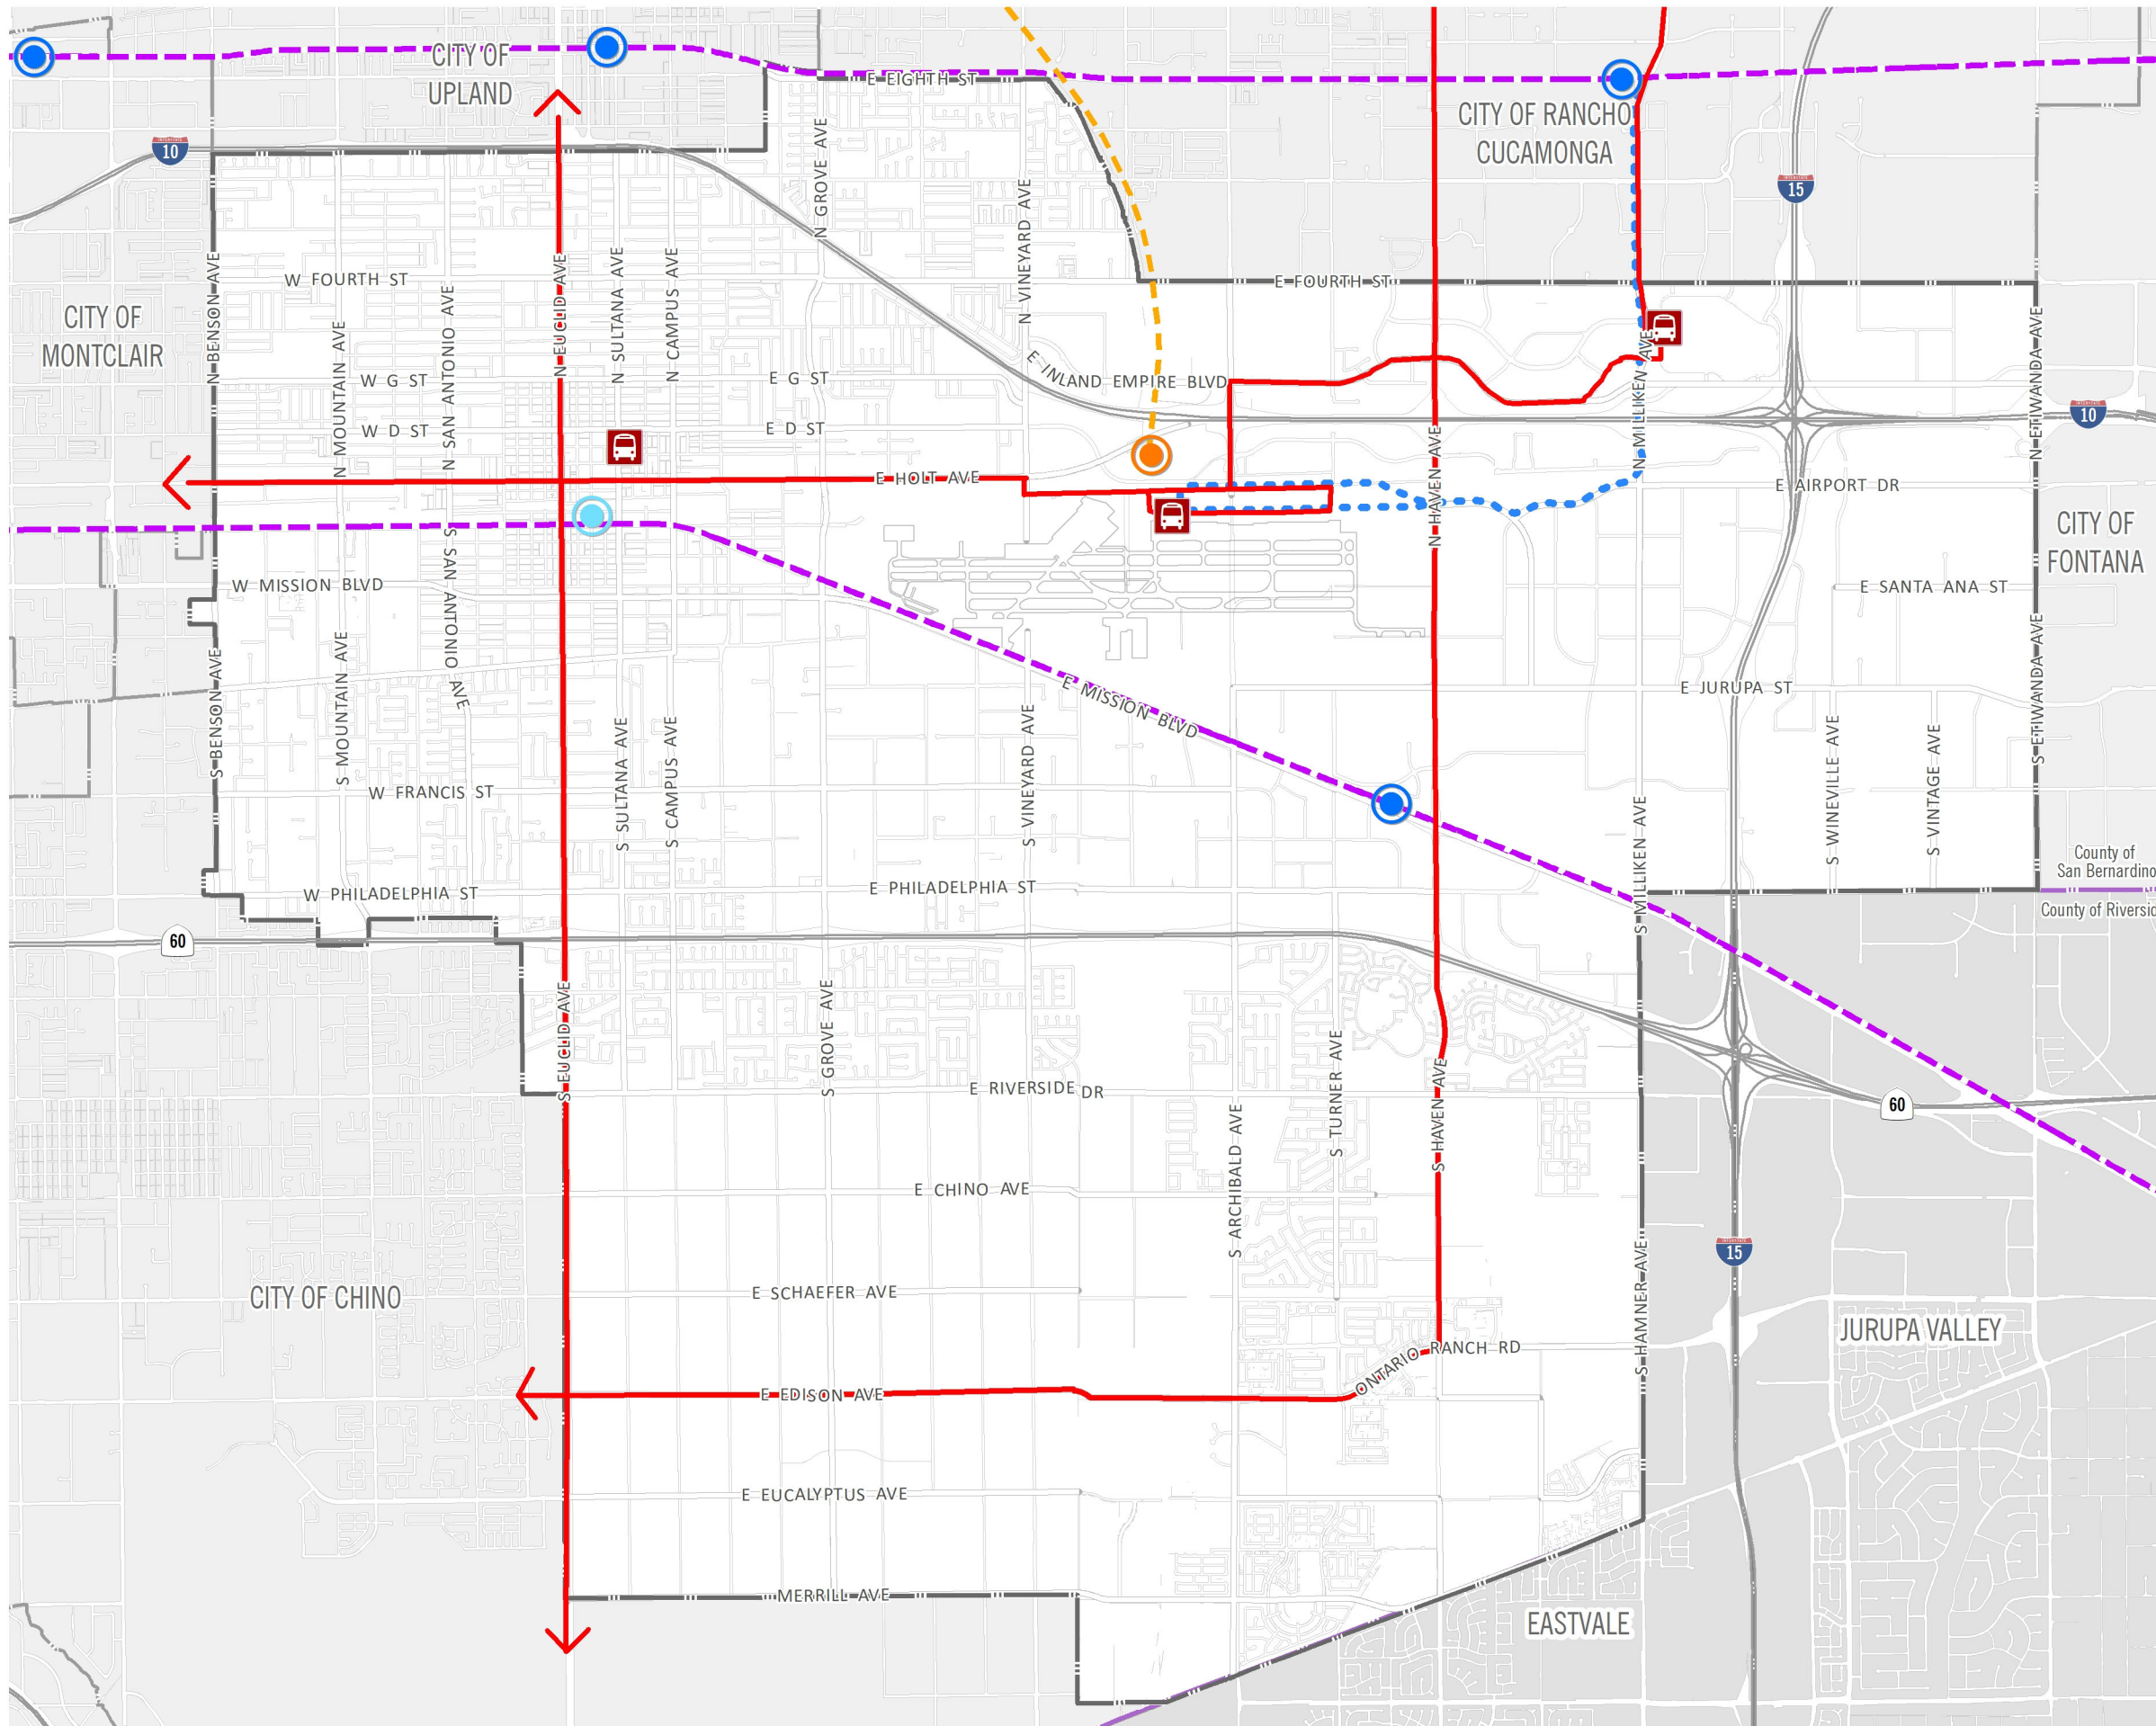 CITY OF
UPLAND
E EIGHTH ST
CITY OF RANCHO
CUCAMONGA
10
15
N GROVE AVE
N VINEYARD AVE
N BENSON AVE
W FOURTH ST
E FOURTH ST
N EUCLID AVE
N SULTANA AVE
N CAMPUS AVE
CITY OF
MONTCLAIR
N MOUNTAIN AVE
N SAN ANTONIO AVE
N MILLIKEN AVE
N ETIWANDA AVE
W G ST
E G ST
E INLAND EMPIRE BLVD
10
W D ST
E D ST
N HAVEN AVE
E HOLT AVE
E AIRPORT DR
CITY OF
FONTANA
W MISSION BLVD
S SAN ANTONIO AVE
E SANTA ANA ST
S BENSON AVE
S MOUNTAIN AVE
S ETIWANDA AVE
E MISSION BLVD
E JURUPA ST
S SULTANA AVE
S CAMPUS AVE
S VINEYARD AVE
S WINEVILLE AVE
S VINTAGE AVE
W FRANCIS ST
S MILLIKEN AVE
County of
San Bernardino
W PHILADELPHIA ST
E PHILADELPHIA ST
County of Riversid
60
S EUCLID AVE
S GROVE AVE
S TURNER AVE
S HAVEN AVE
E RIVERSIDE DR
60
S ARCHIBALD AVE
E CHINO AVE
15
S HAMNER AVE
CITY OF CHINO
E SCHAEFER AVE
JURUPA VALLEY
ONTARIO RANCH RD
E EDISON AVE
E EUCALYPTUS AVE
MERRILL AVE
EASTVALE